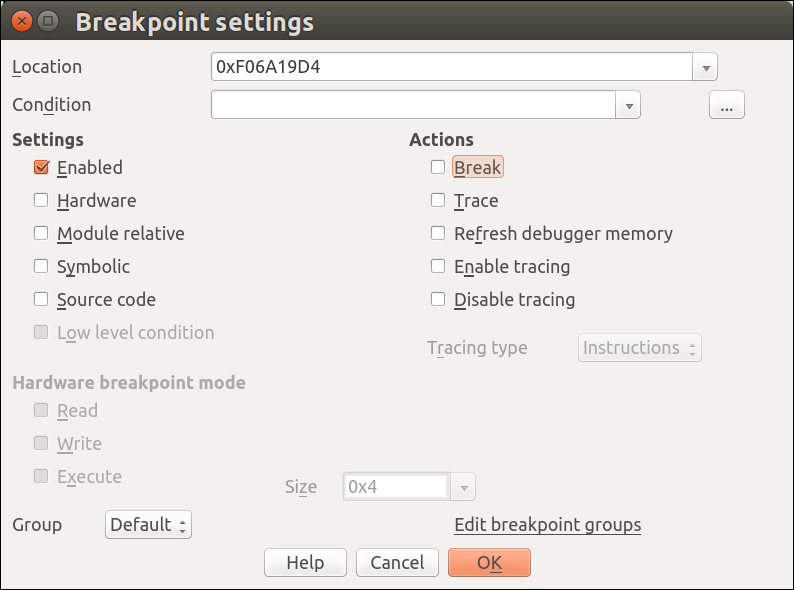 Breakpoint settings
Location 0xF06A19D4
Condition ...
Settings Actions
Enabled Break
Hardware Trace
Module relative Refresh debugger memory
Symbolic Enable tracing
Source code Disable tracing
Low level condition
Tracing type Instructions
Hardware breakpoint mode
Read
Write
Execute
Size 0x4
Group Default Edit breakpoint groups
Help Cancel OK